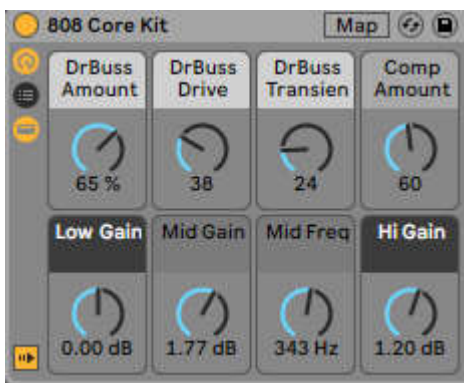 808 Core Kit
Map
DrBuss
Amount
DrBuss
Drive
DrBuss
Transien
Comp
Amount
65 %
38
24
60
Low Gain
Mid Gain
Mid Freq
Hi Gain
0.00 dB
1.77 dB
343 Hz
1.20 dB